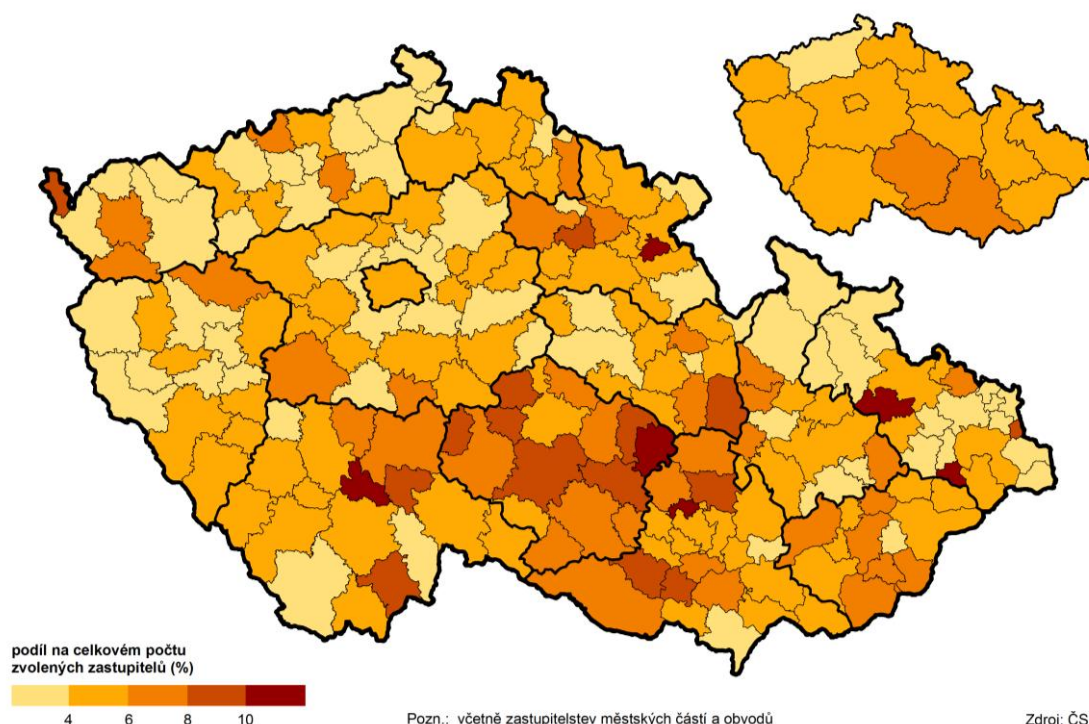 podíl na celkovém počtu
zvolených zastupitelů (%)
4 6 8 10
Pozn.: včetně zastupitelstev městských částí a obvodů
Zdroj: ČS